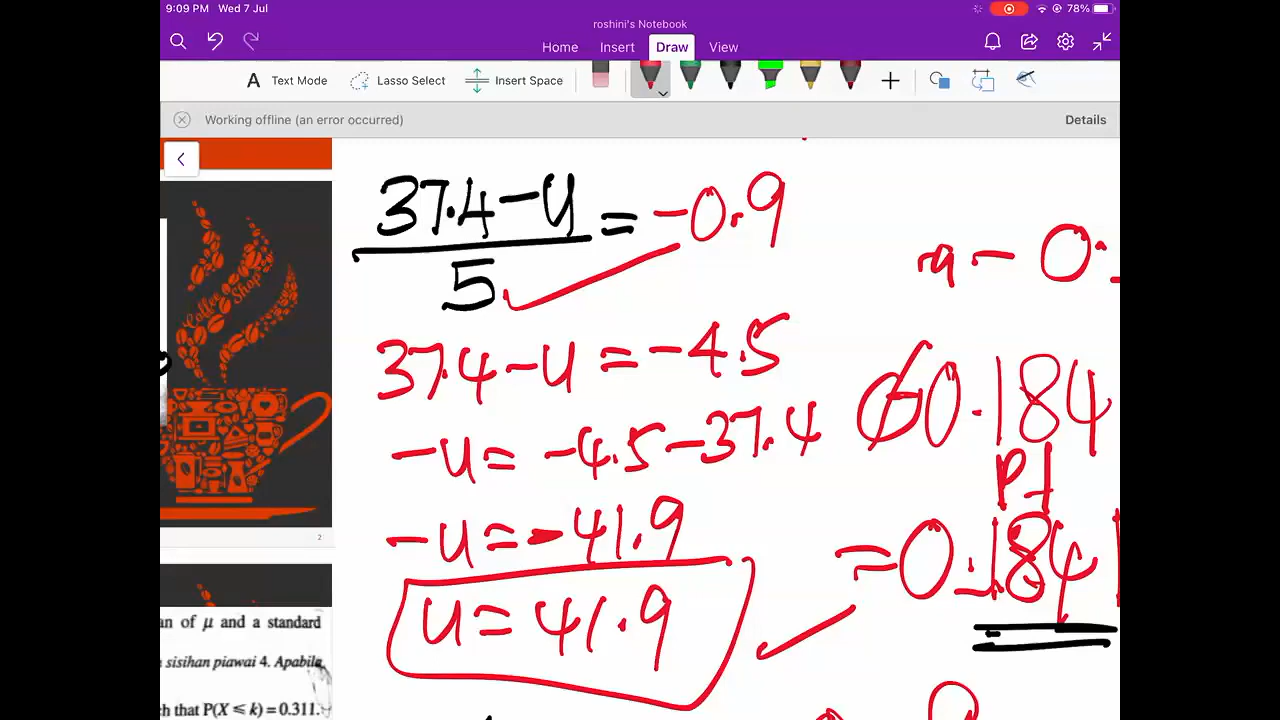 9:09 PM Wed 7 Jul
78%
roshini's Notebook
Home Insert Draw View
Text Mode Lasso Select Insert Space
Working offline (an error occurred) Details
37.4-u
5
= -0.9
37.4-u = -4.5
-u = -4.5-37.4
-u = -41.9
u = 41.9
0.184
= 0.184
Coffee Shop
2
an of μ and a standard
sisihan piawai 4. Apabila
h that P(X ≤ k) = 0.311.